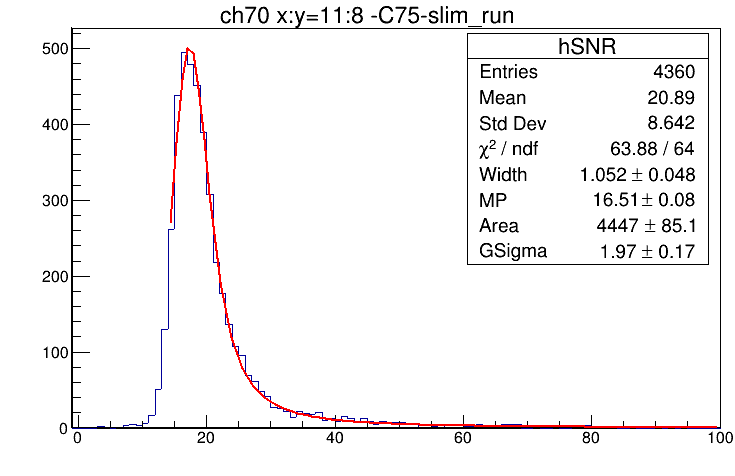 ch70 x:y=11:8 -C75-slim_run
hSNR
Entries 4360
Mean 20.89
Std Dev 8.642
χ² / ndf 63.88 / 64
Width 1.052 ± 0.048
MP 16.51 ± 0.08
Area 4447 ± 85.1
GSigma 1.97 ± 0.17
500
400
300
200
100
0
0 20 40 60 80 100